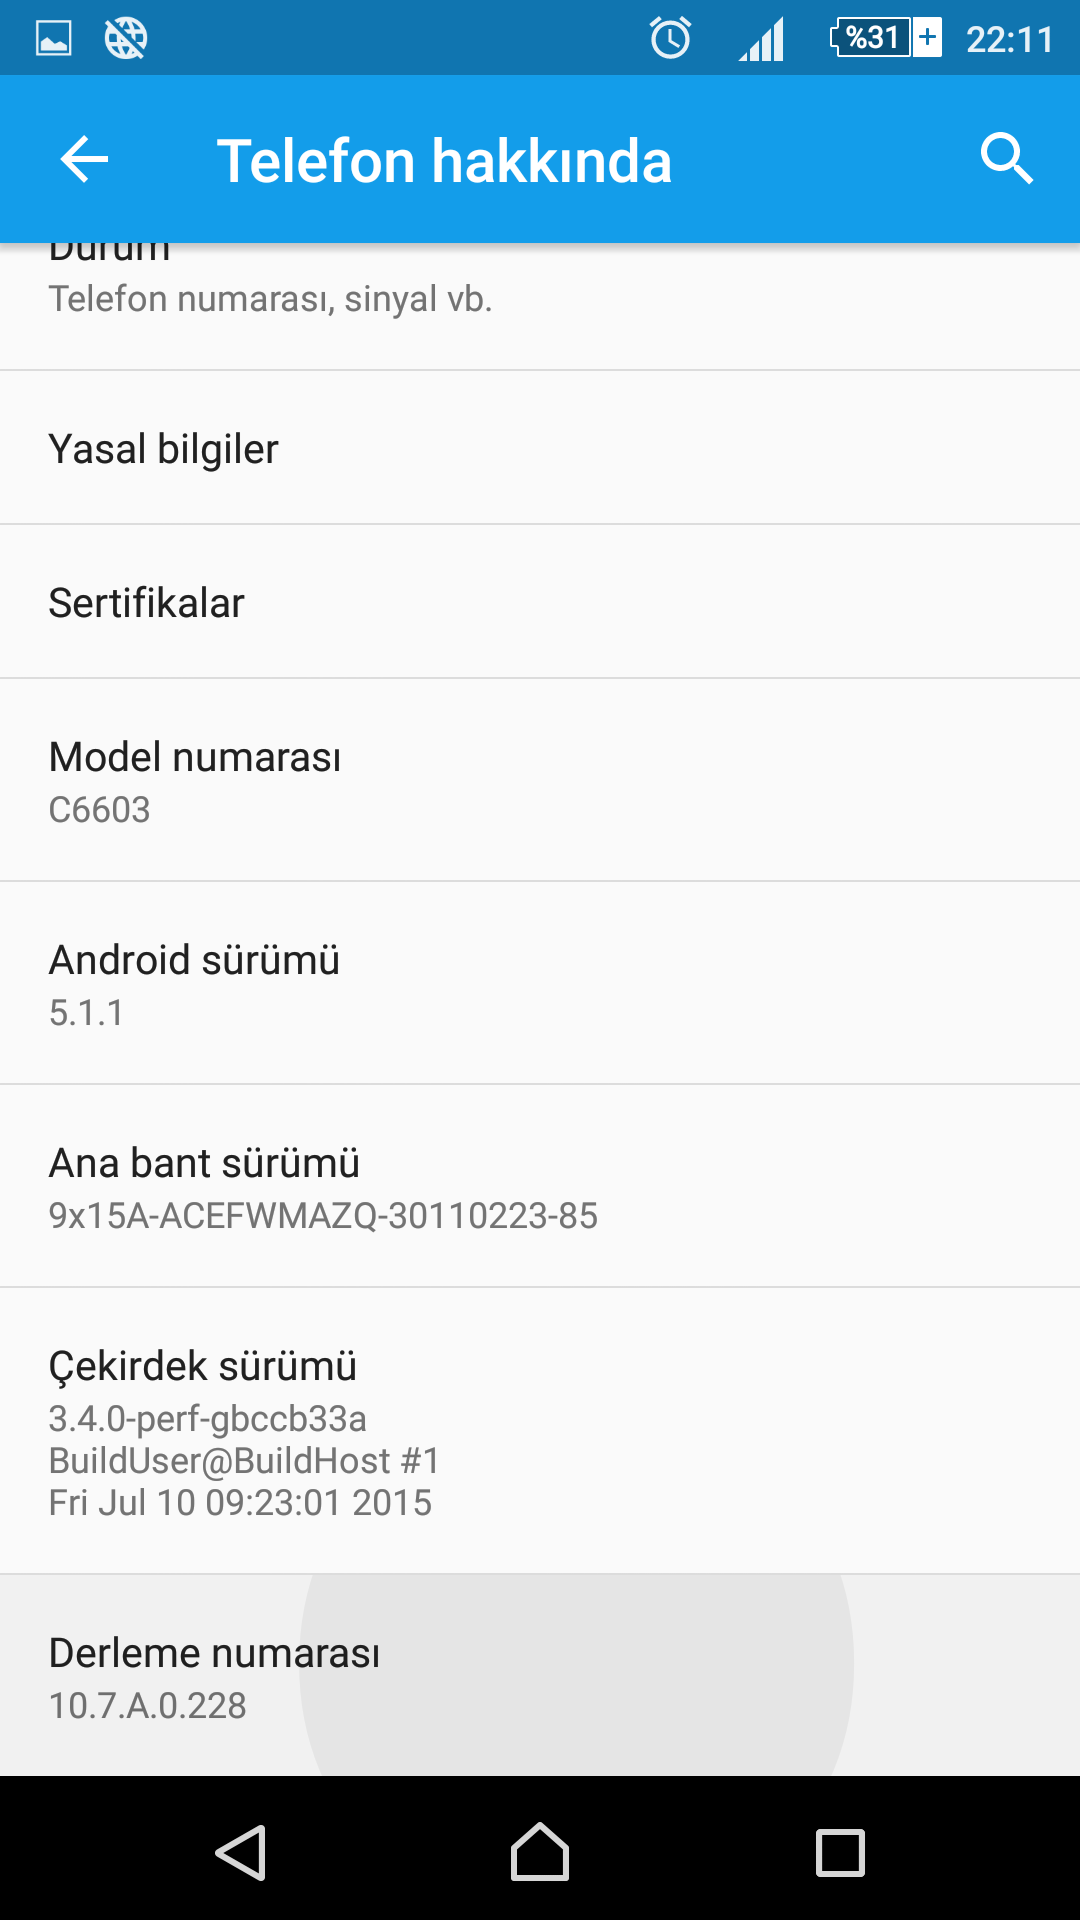 %31 22:11
Telefon hakkında
Durum
Telefon numarası, sinyal vb.
Yasal bilgiler
Sertifikalar
Model numarası
C6603
Android sürümü
5.1.1
Ana bant sürümü
9x15A-ACEFWMAZQ-30110223-85
Çekirdek sürümü
3.4.0-perf-gbccb33a
BuildUser@BuildHost #1
Fri Jul 10 09:23:01 2015
Derleme numarası
10.7.A.0.228